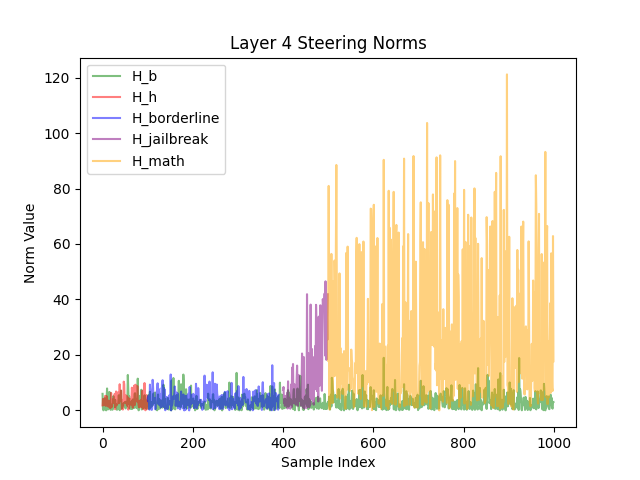 Layer 4 Steering Norms
H_b
H_h
H_borderline
H_jailbreak
H_math
Norm Value
120
100
80
60
40
20
0
0 200 400 600 800 1000
Sample Index